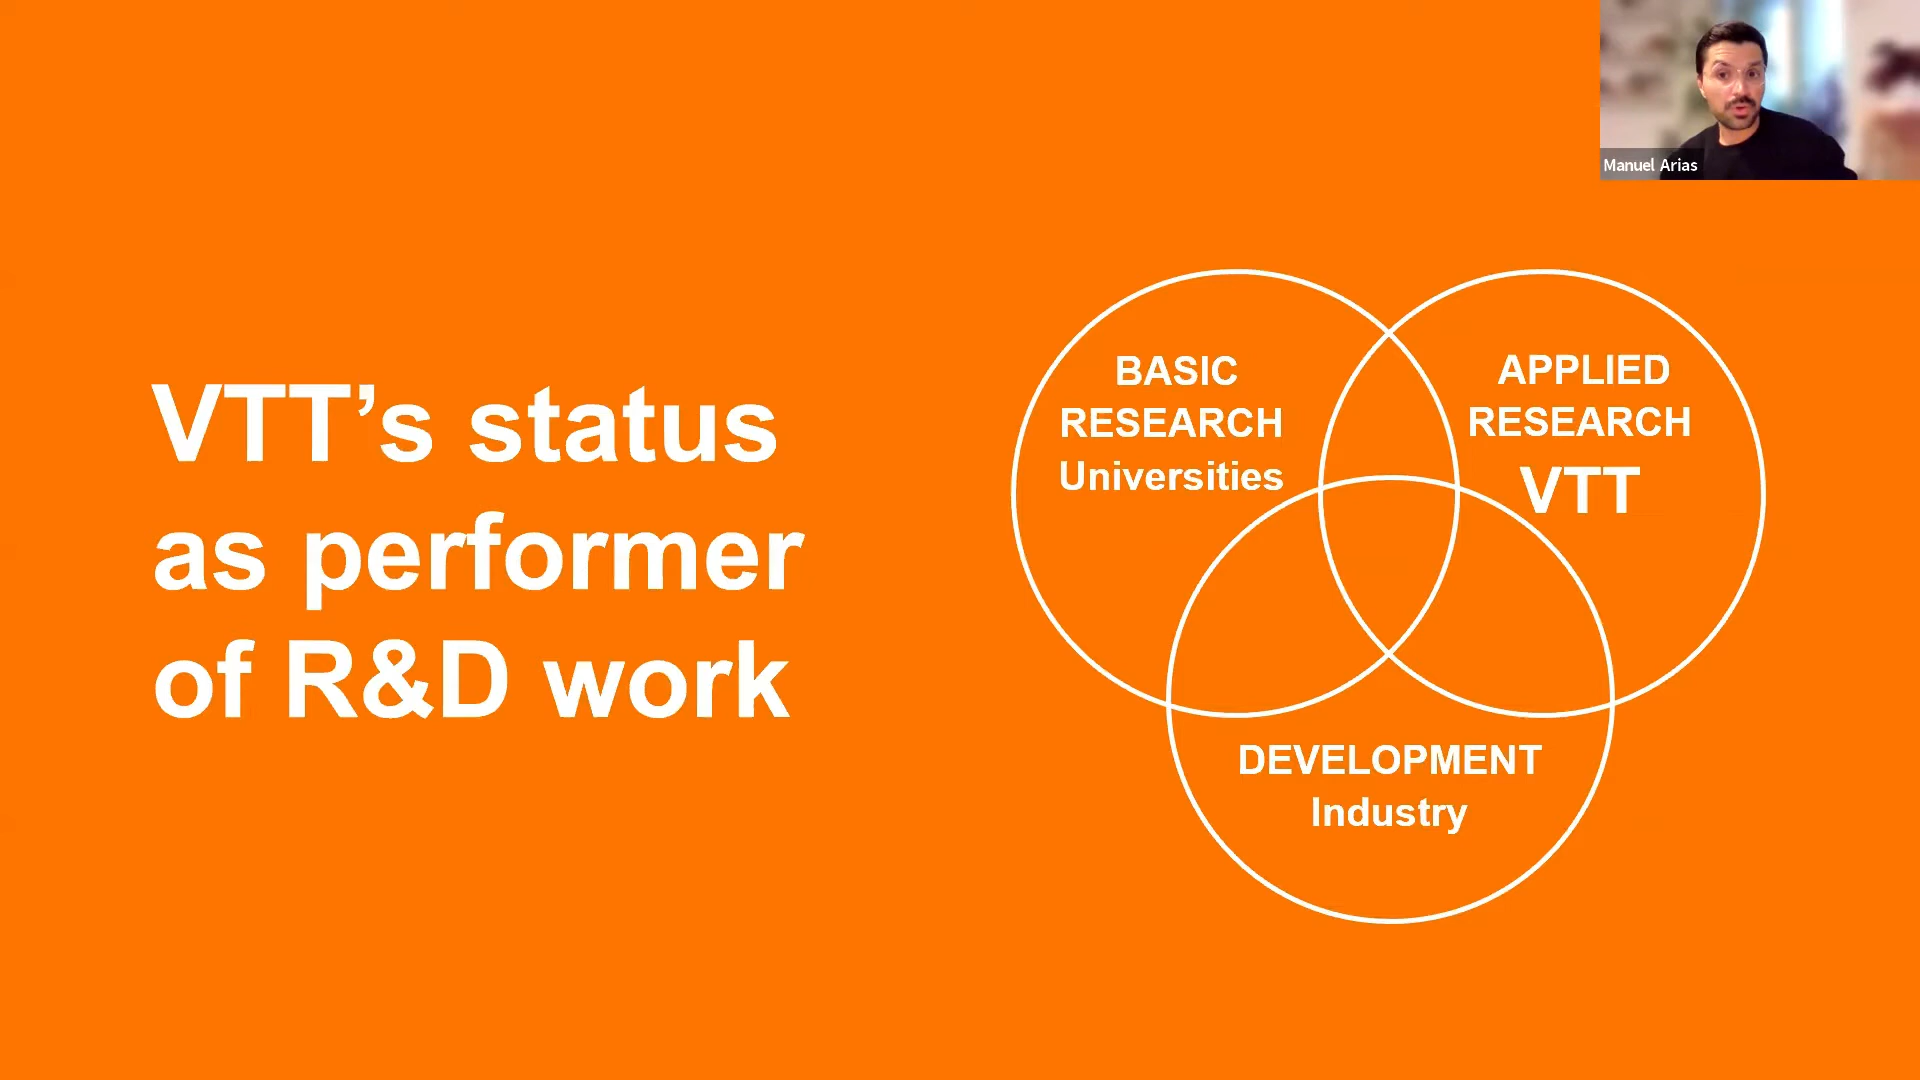 Manuel Arias
VTT’s status
as performer
of R&D work
BASIC
RESEARCH
Universities
APPLIED
RESEARCH
VTT
DEVELOPMENT
Industry